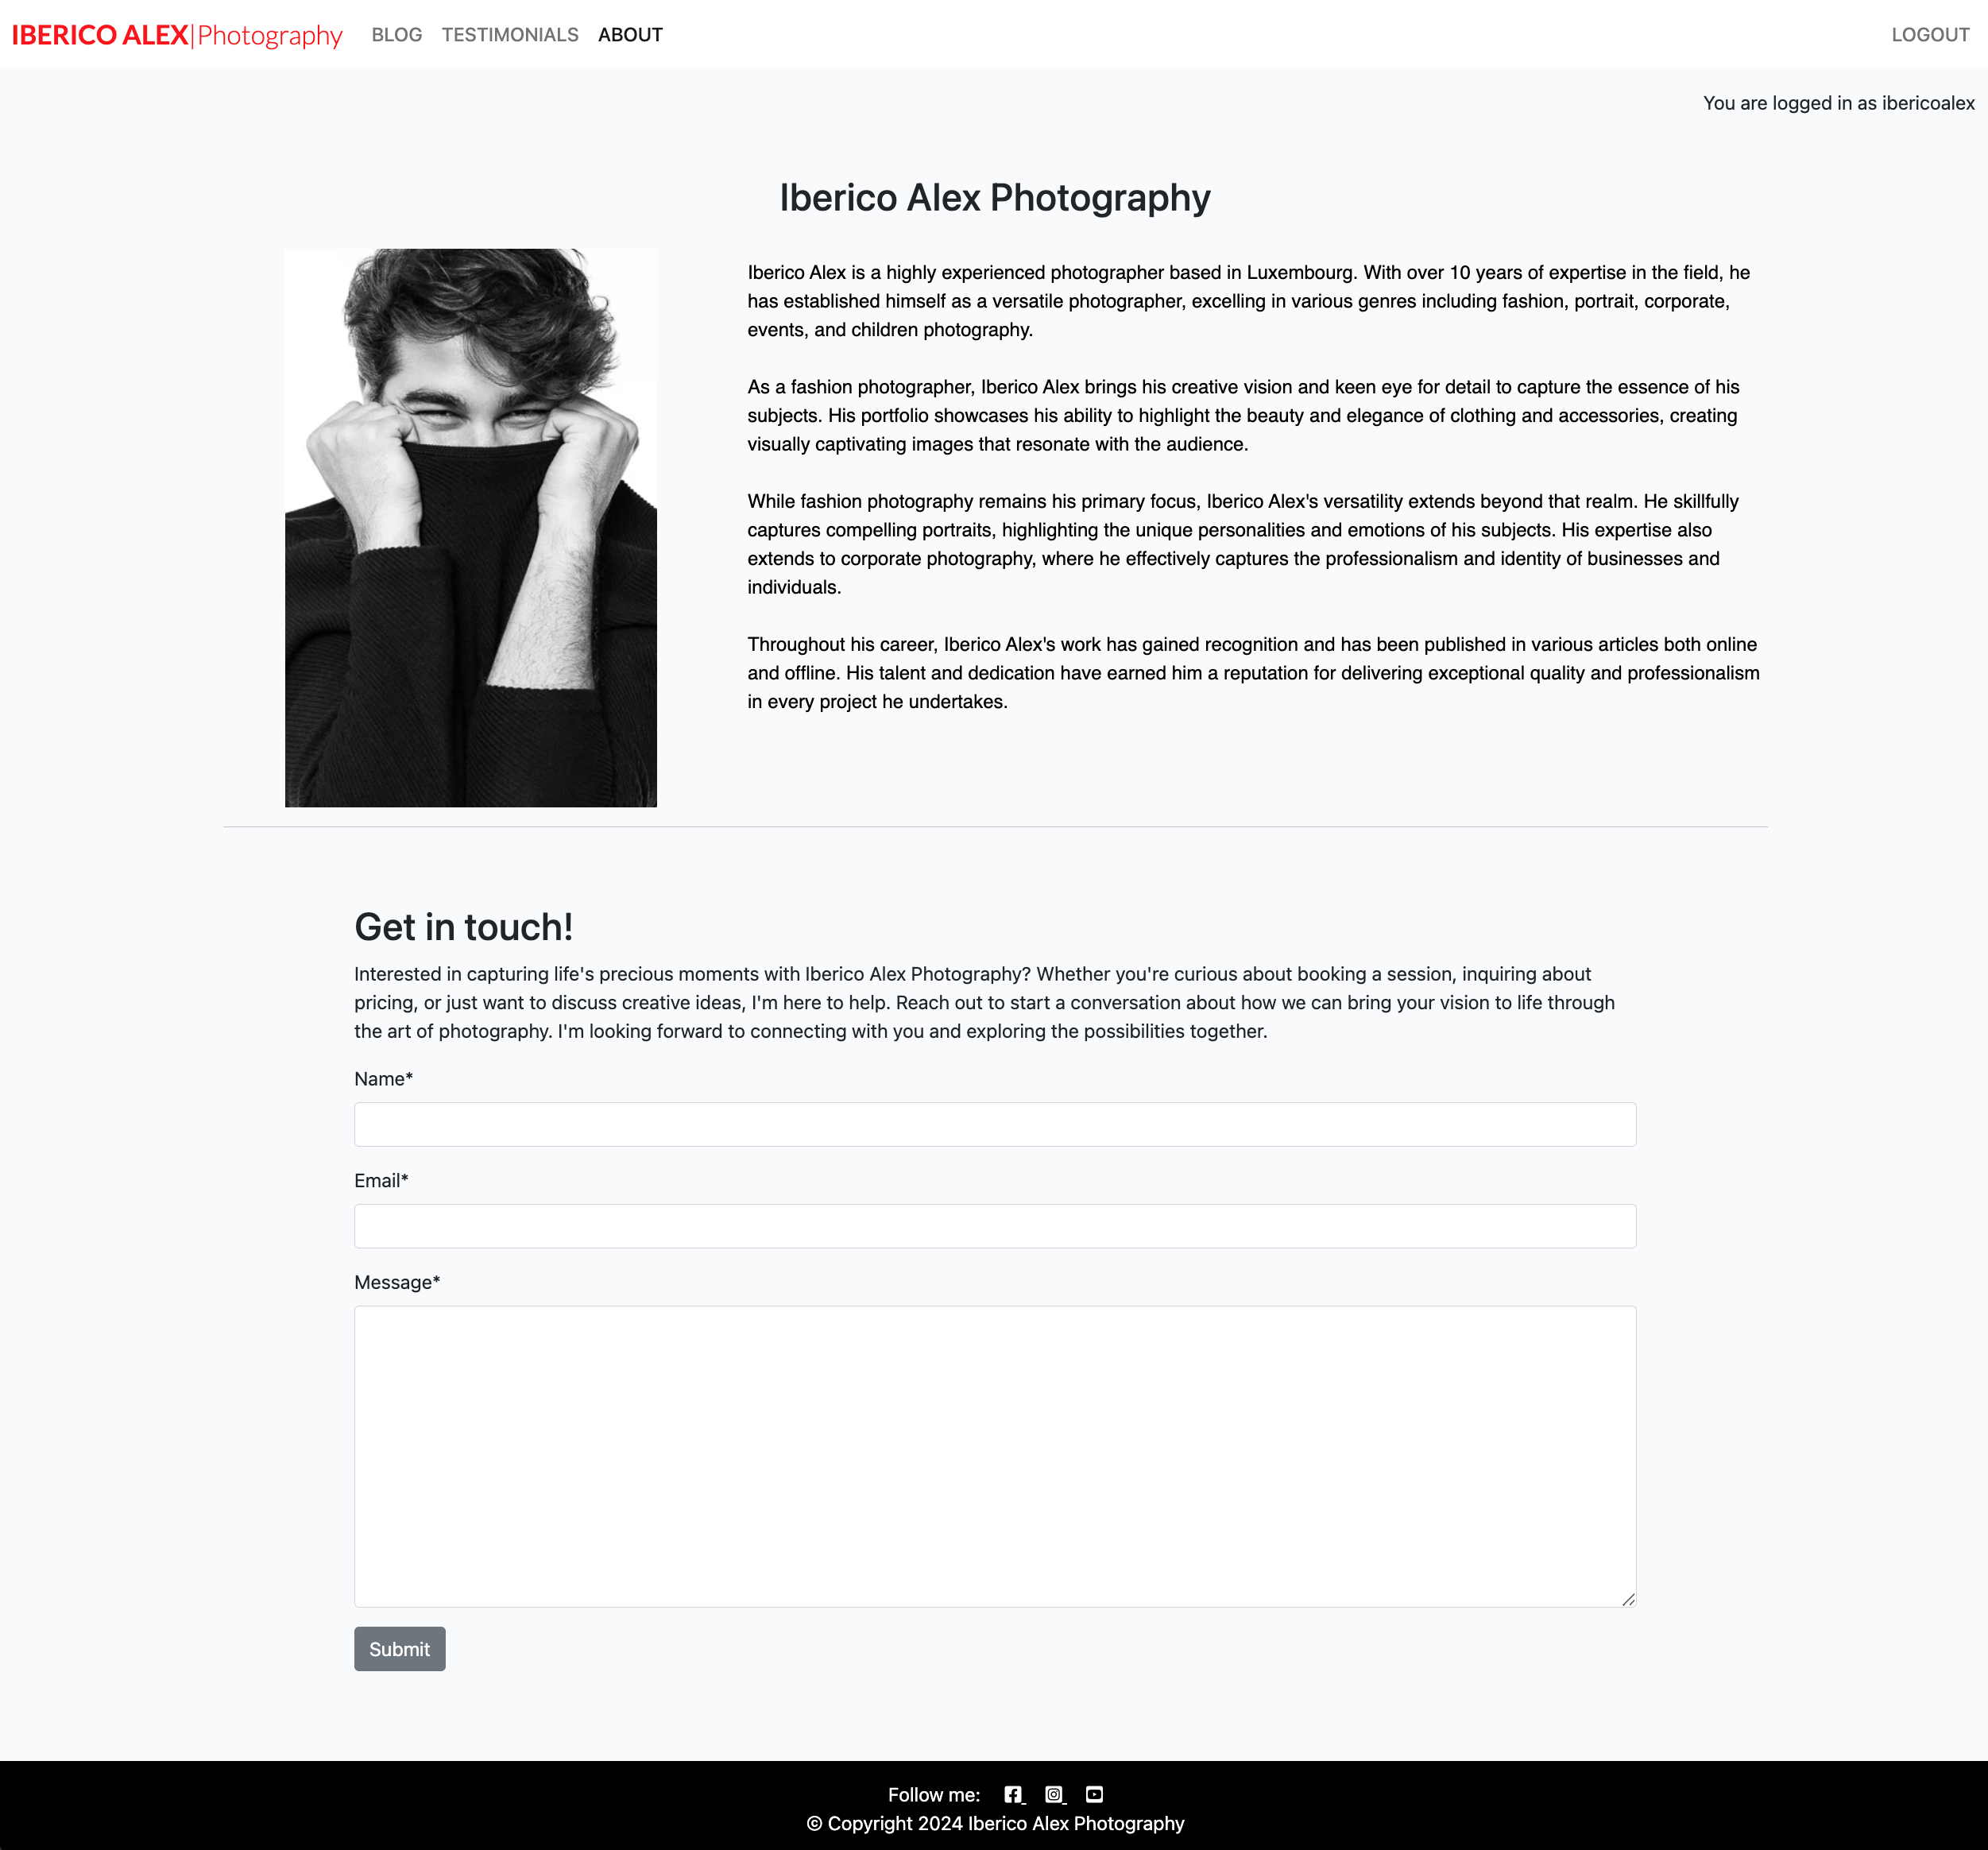 IBERICO ALEX|Photography BLOG TESTIMONIALS ABOUT LOGOUT
You are logged in as ibericoalex
Iberico Alex Photography
Iberico Alex is a highly experienced photographer based in Luxembourg. With over 10 years of expertise in the field, he
has established himself as a versatile photographer, excelling in various genres including fashion, portrait, corporate,
events, and children photography.
As a fashion photographer, Iberico Alex brings his creative vision and keen eye for detail to capture the essence of his
subjects. His portfolio showcases his ability to highlight the beauty and elegance of clothing and accessories, creating
visually captivating images that resonate with the audience.
While fashion photography remains his primary focus, Iberico Alex's versatility extends beyond that realm. He skillfully
captures compelling portraits, highlighting the unique personalities and emotions of his subjects. His expertise also
extends to corporate photography, where he effectively captures the professionalism and identity of businesses and
individuals.
Throughout his career, Iberico Alex's work has gained recognition and has been published in various articles both online
and offline. His talent and dedication have earned him a reputation for delivering exceptional quality and professionalism
in every project he undertakes.
Get in touch!
Interested in capturing life's precious moments with Iberico Alex Photography? Whether you're curious about booking a session, inquiring about
pricing, or just want to discuss creative ideas, I'm here to help. Reach out to start a conversation about how we can bring your vision to life through
the art of photography. I'm looking forward to connecting with you and exploring the possibilities together.
Name*
Email*
Message*
Submit
Follow me:
© Copyright 2024 Iberico Alex Photography